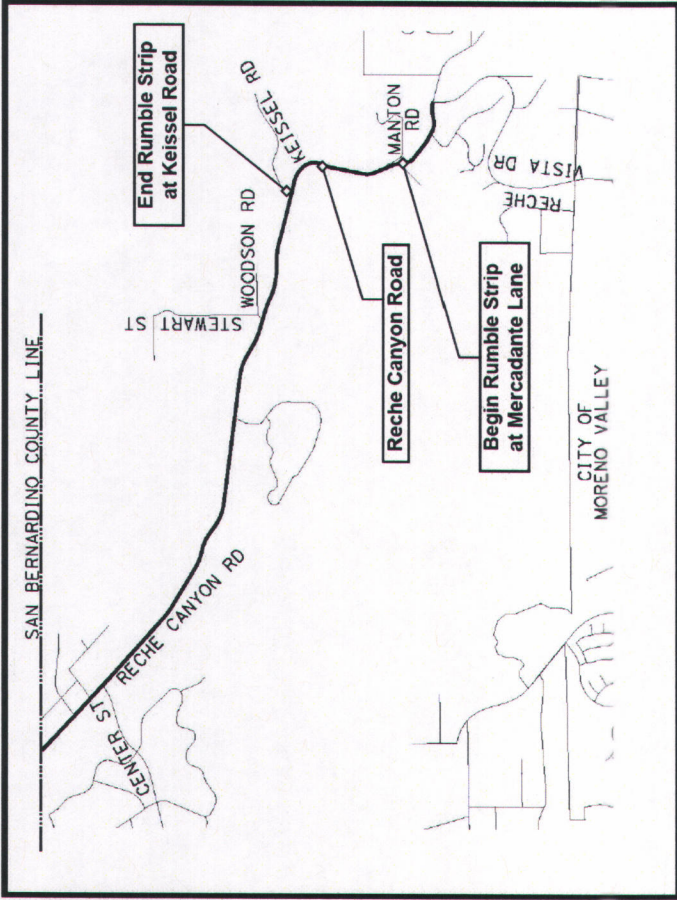 SAN BERNARDINO COUNTY LINE
End Rumble Strip
at Keissel Road
KEISSEL RD
WOODSON RD
STEWART ST
MANTON
RD
RECHE CANYON RD
CENTER ST
Reche Canyon Road
Begin Rumble Strip
at Mercadante Lane
RECHE
VISTA DR
CITY OF
MORENO VALLEY